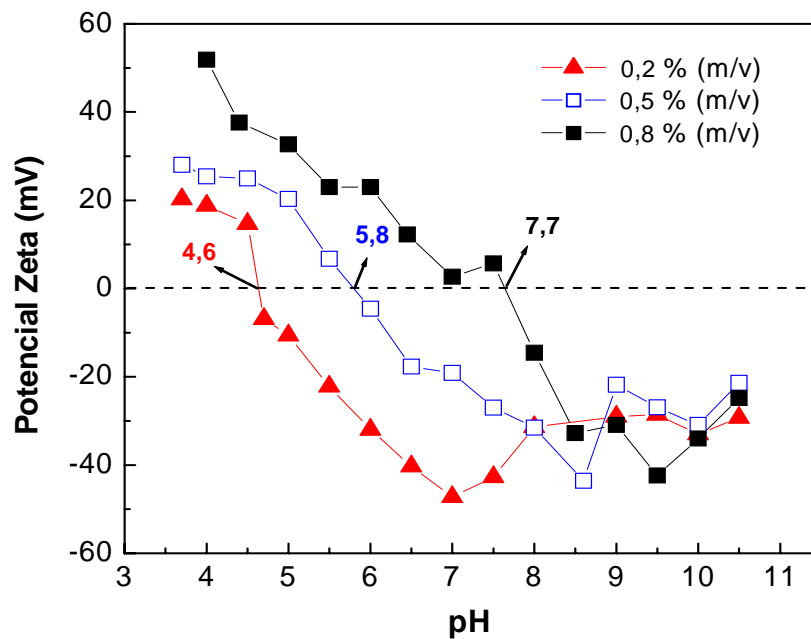 60
0,2 % (m/v)
0,5 % (m/v)
0,8 % (m/v)
40
20
4,6
5,8
7,7
0
-20
-40
-60
Potencial Zeta (mV)
3 4 5 6 7 8 9 10 11
pH